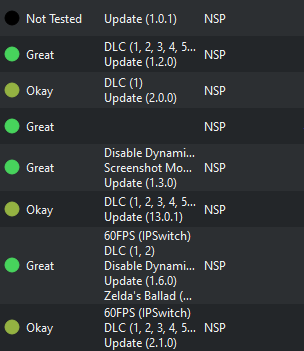 Not Tested Update (1.0.1) NSP
Great DLC (1, 2, 3, 4, 5... NSP
Update (1.2.0)
Okay DLC (1) NSP
Update (2.0.0)
Great NSP
Disable Dynami...
Great Screenshot Mo... NSP
Update (1.3.0)
Okay DLC (1, 2, 3, 4, 5... NSP
Update (13.0.1)
60FPS (IPSwitch)
DLC (1, 2)
Great Disable Dynami... NSP
Update (1.6.0)
Zelda's Ballad (...
60FPS (IPSwitch)
Okay DLC (1, 2, 3, 4, 5... NSP
Update (2.1.0)